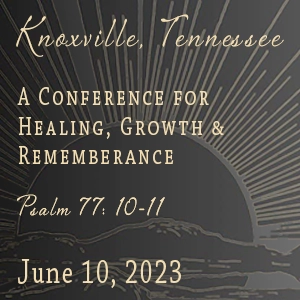 Knoxville, Tennessee
A Conference for
Healing, Growth &
Rememberance
Psalm 77: 10-11
June 10, 2023